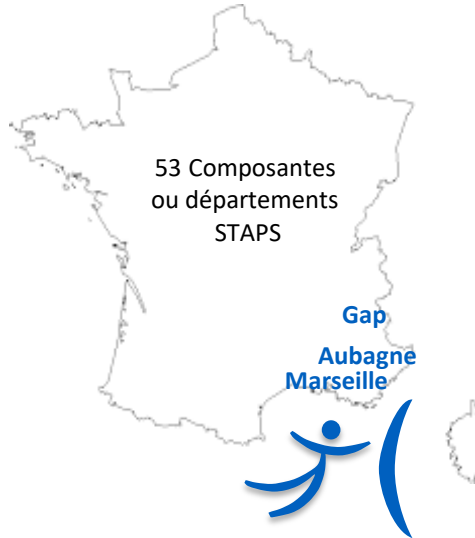 53 Composantes
ou départements
STAPS
Gap
Aubagne
Marseille